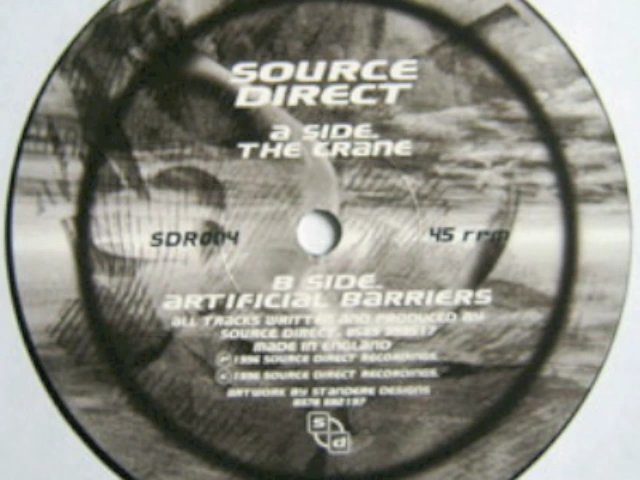 SOURCE
DIRECT
A SIDE.
THE CRANE
SDR004
45 rpm
B SIDE.
ARTIFICIAL BARRIERS
ALL TRACKS WRITTEN AND PRODUCED BY
SOURCE DIRECT.
MADE IN ENGLAND
℗ 1996 SOURCE DIRECT RECORDINGS.
© 1996 SOURCE DIRECT RECORDINGS.
ARTWORK BY DESIGNS
s
d